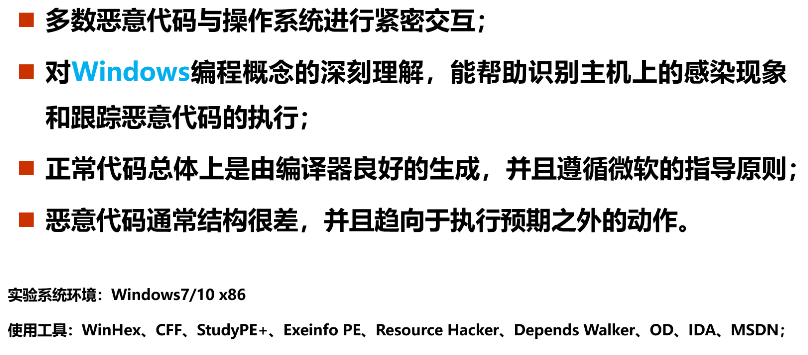 ■ 多数恶意代码与操作系统进行紧密交互；
■ 对Windows编程概念的深刻理解，能帮助识别主机上的感染现象
和跟踪恶意代码的执行；
■ 正常代码总体上是由编译器良好的生成，并且遵循微软的指导原则；
■ 恶意代码通常结构很差，并且趋向于执行预期之外的动作。
实验系统环境：Windows7/10 x86
使用工具：WinHex、CFF、StudyPE+、Exeinfo PE、Resource Hacker、Depends Walker、OD、IDA、MSDN；